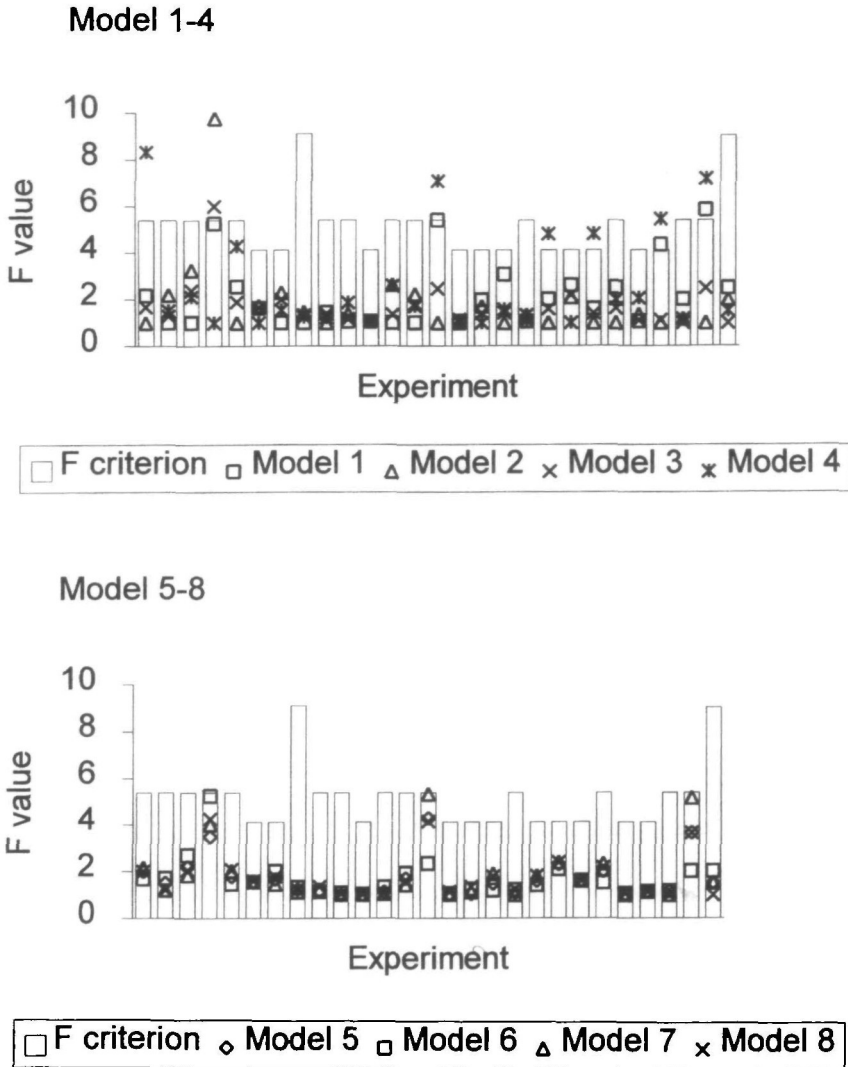 Model 1-4
10
8
6
4
2
0
F value
Experiment
F criterion Model 1 Model 2 Model 3 Model 4
Model 5-8
10
8
6
4
2
0
F value
Experiment
F criterion Model 5 Model 6 Model 7 Model 8